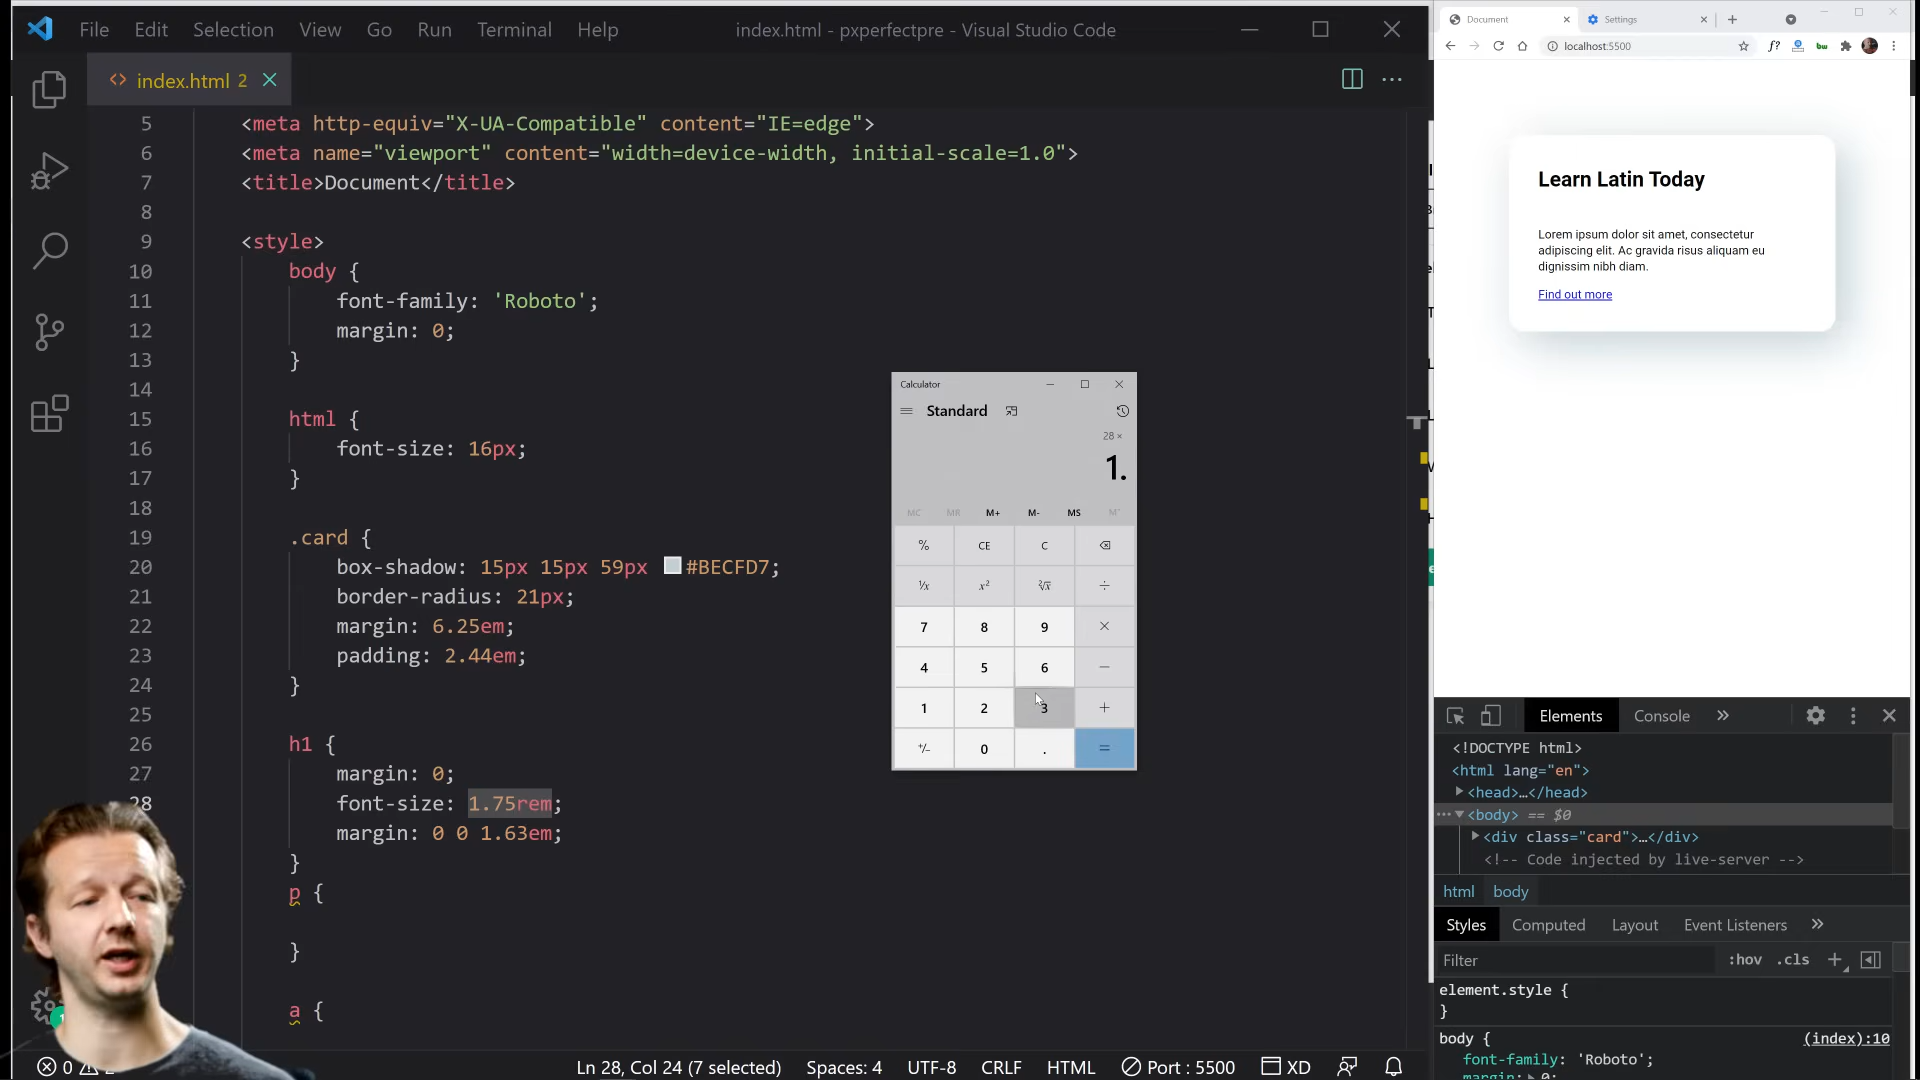 File Edit Selection View Go Run Terminal Help
index.html - pxperfectpre - Visual Studio Code
<> index.html 2
5 <meta http-equiv="X-UA-Compatible" content="IE=edge">
6 <meta name="viewport" content="width=device-width, initial-scale=1.0">
7 <title>Document</title>
8
9 <style>
10 body {
11 font-family: 'Roboto';
12 margin: 0;
13 }
14
15 html {
16 font-size: 16px;
17 }
18
19 .card {
20 box-shadow: 15px 15px 59px #BECFD7;
21 border-radius: 21px;
22 margin: 6.25em;
23 padding: 2.44em;
24 }
25
26 h1 {
27 margin: 0;
28 font-size: 1.75rem;
margin: 0 0 1.63em;
}
p {
}
a {
Ln 28, Col 24 (7 selected) Spaces: 4 UTF-8 CRLF HTML Port : 5500 XD
0
Calculator
Standard
28 ×
1.
MC MR M+ M- MS M˅
% CE C
¹/x x² ²√x ÷
7 8 9 ×
4 5 6 −
1 2 3 +
+/− 0 . =
Document Settings
localhost:5500
f? bw
Learn Latin Today
Lorem ipsum dolor sit amet, consectetur
adipiscing elit. Ac gravida risus aliquam eu
dignissim nibh diam.
Find out more
Elements Console »
<!DOCTYPE html>
<html lang="en">
<head>…</head>
<body> == $0
<div class="card">…</div>
<!-- Code injected by live-server -->
html body
Styles Computed Layout Event Listeners »
Filter :hov .cls +
element.style {
}
body { (index):10
font-family: 'Roboto';
margin: 0;